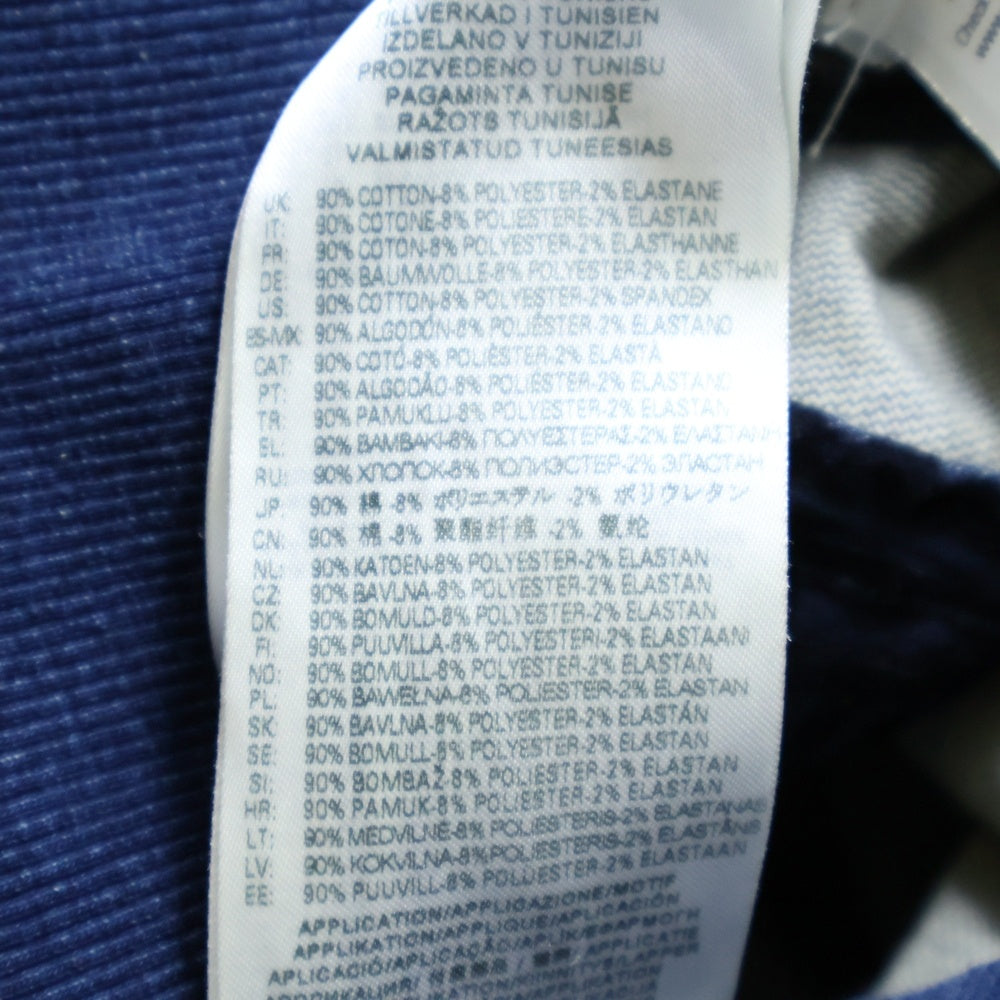 TILLVERKAD I TUNISIEN
IZDELANO V TUNIZIJI
PROIZVEDENO U TUNISU
PAGAMINTA TUNISE
RAŽOTS TUNISIJĀ
VALMISTATUD TUNEESIAS
UK: 90% COTTON-8% POLYESTER-2% ELASTANE
IT: 90% COTONE-8% POLIESTERE-2% ELASTAN
FR: 90% COTON-8% POLYESTER-2% ELASTHANNE
DE: 90% BAUMWOLLE-8% POLYESTER-2% ELASTHAN
US: 90% COTTON-8% POLYESTER-2% SPANDEX
ES-MX 90% ALGODÓN-8% POLIÉSTER-2% ELASTANO
CAT: 90% COTÓ-8% POLIÈSTER-2% ELASTÀ
PT: 90% ALGODÃO-8% POLIÉSTER-2% ELASTANO
TR: 90% PAMUKLU-8% POLYESTER-2% ELASTAN
EL: 90% ΒΑΜΒΑΚΙ-8% ΠΟΛΥΕΣΤΕΡΑΣ-2% ΕΛΑΣΤΑΝΗ
RU: 90% ХЛОПОК-8% ПОЛИЭСТЕР-2% ЭЛАСТАН
JP: 90% 綿 -8% ポリエステル -2% ポリウレタン
CN: 90% 棉 -8% 聚酯纤维 -2% 氨纶
NL: 90% KATOEN-8% POLYESTER-2% ELASTAN
CZ: 90% BAVLNA-8% POLYESTER-2% ELASTAN
DK: 90% BOMULD-8% POLYESTER-2% ELASTAN
FI: 90% PUUVILLA-8% POLYESTERI-2% ELASTAANI
NO: 90% BOMULL-8% POLYESTER-2% ELASTAN
PL: 90% BAWEŁNA-8% POLIESTER-2% ELASTAN
SK: 90% BAVLNA-8% POLYESTER-2% ELASTÁN
SE: 90% BOMULL-8% POLYESTER-2% ELASTAN
SI: 90% BOMBAŽ-8% POLIESTER-2% ELASTAN
HR: 90% PAMUK-8% POLIESTER-2% ELASTAN
LT: 90% MEDVILNĖ-8% POLIESTERIS-2% ELASTANAS
LV: 90% KOKVILNA-8% POLIESTERIS-2% ELASTĀNS
EE: 90% PUUVILL-8% POLÜESTER-2% ELASTAAN
APPLICATION/APPLICAZIONE/MOTIF
APPLIKATION/APPLIQUE/APLICACIÓN
APLICACIÓ/APLICAÇÃO/